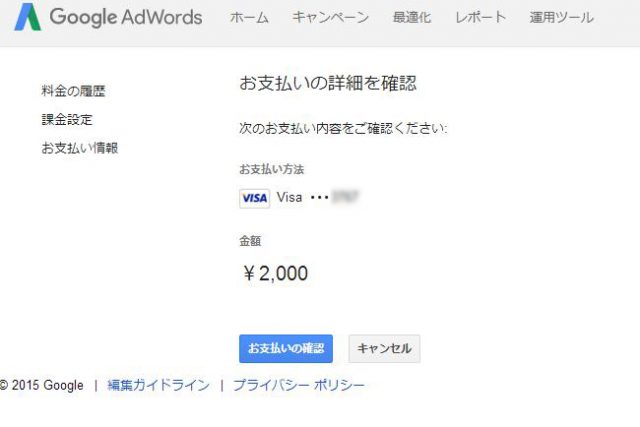 Google AdWords ホーム キャンペーン 最適化 レポート 運用ツール
料金の履歴
課金設定
お支払い情報
お支払いの詳細を確認
次のお支払い内容をご確認ください:
お支払い方法
VISA Visa •••
金額
￥2,000
お支払いの確認 キャンセル
© 2015 Google | 編集ガイドライン | プライバシー ポリシー